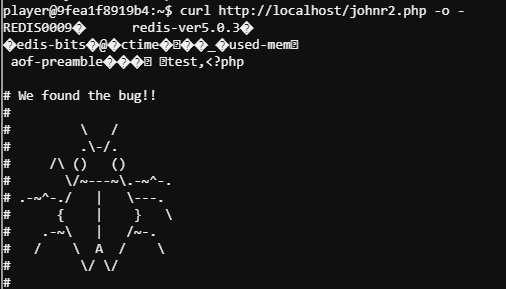 player@9fea1f8919b4:~$ curl http://localhost/johnr2.php -o -
REDIS0009�      redis-ver5.0.3�
�edis-bits�@�ctime�⍰��_�used-mem⍰
 aof-preamble���⍰ ⍰test,<?php

# We found the bug!!
#
#         \   /
#         .\-/.
#     /\ ()   ()
#       \/~---~\.-~^-.
# .-~^-./   |   \---.
#      {    |    }   \
#    .-~\   |   /~-.
#   /    \  A  /    \
#         \/ \/
#